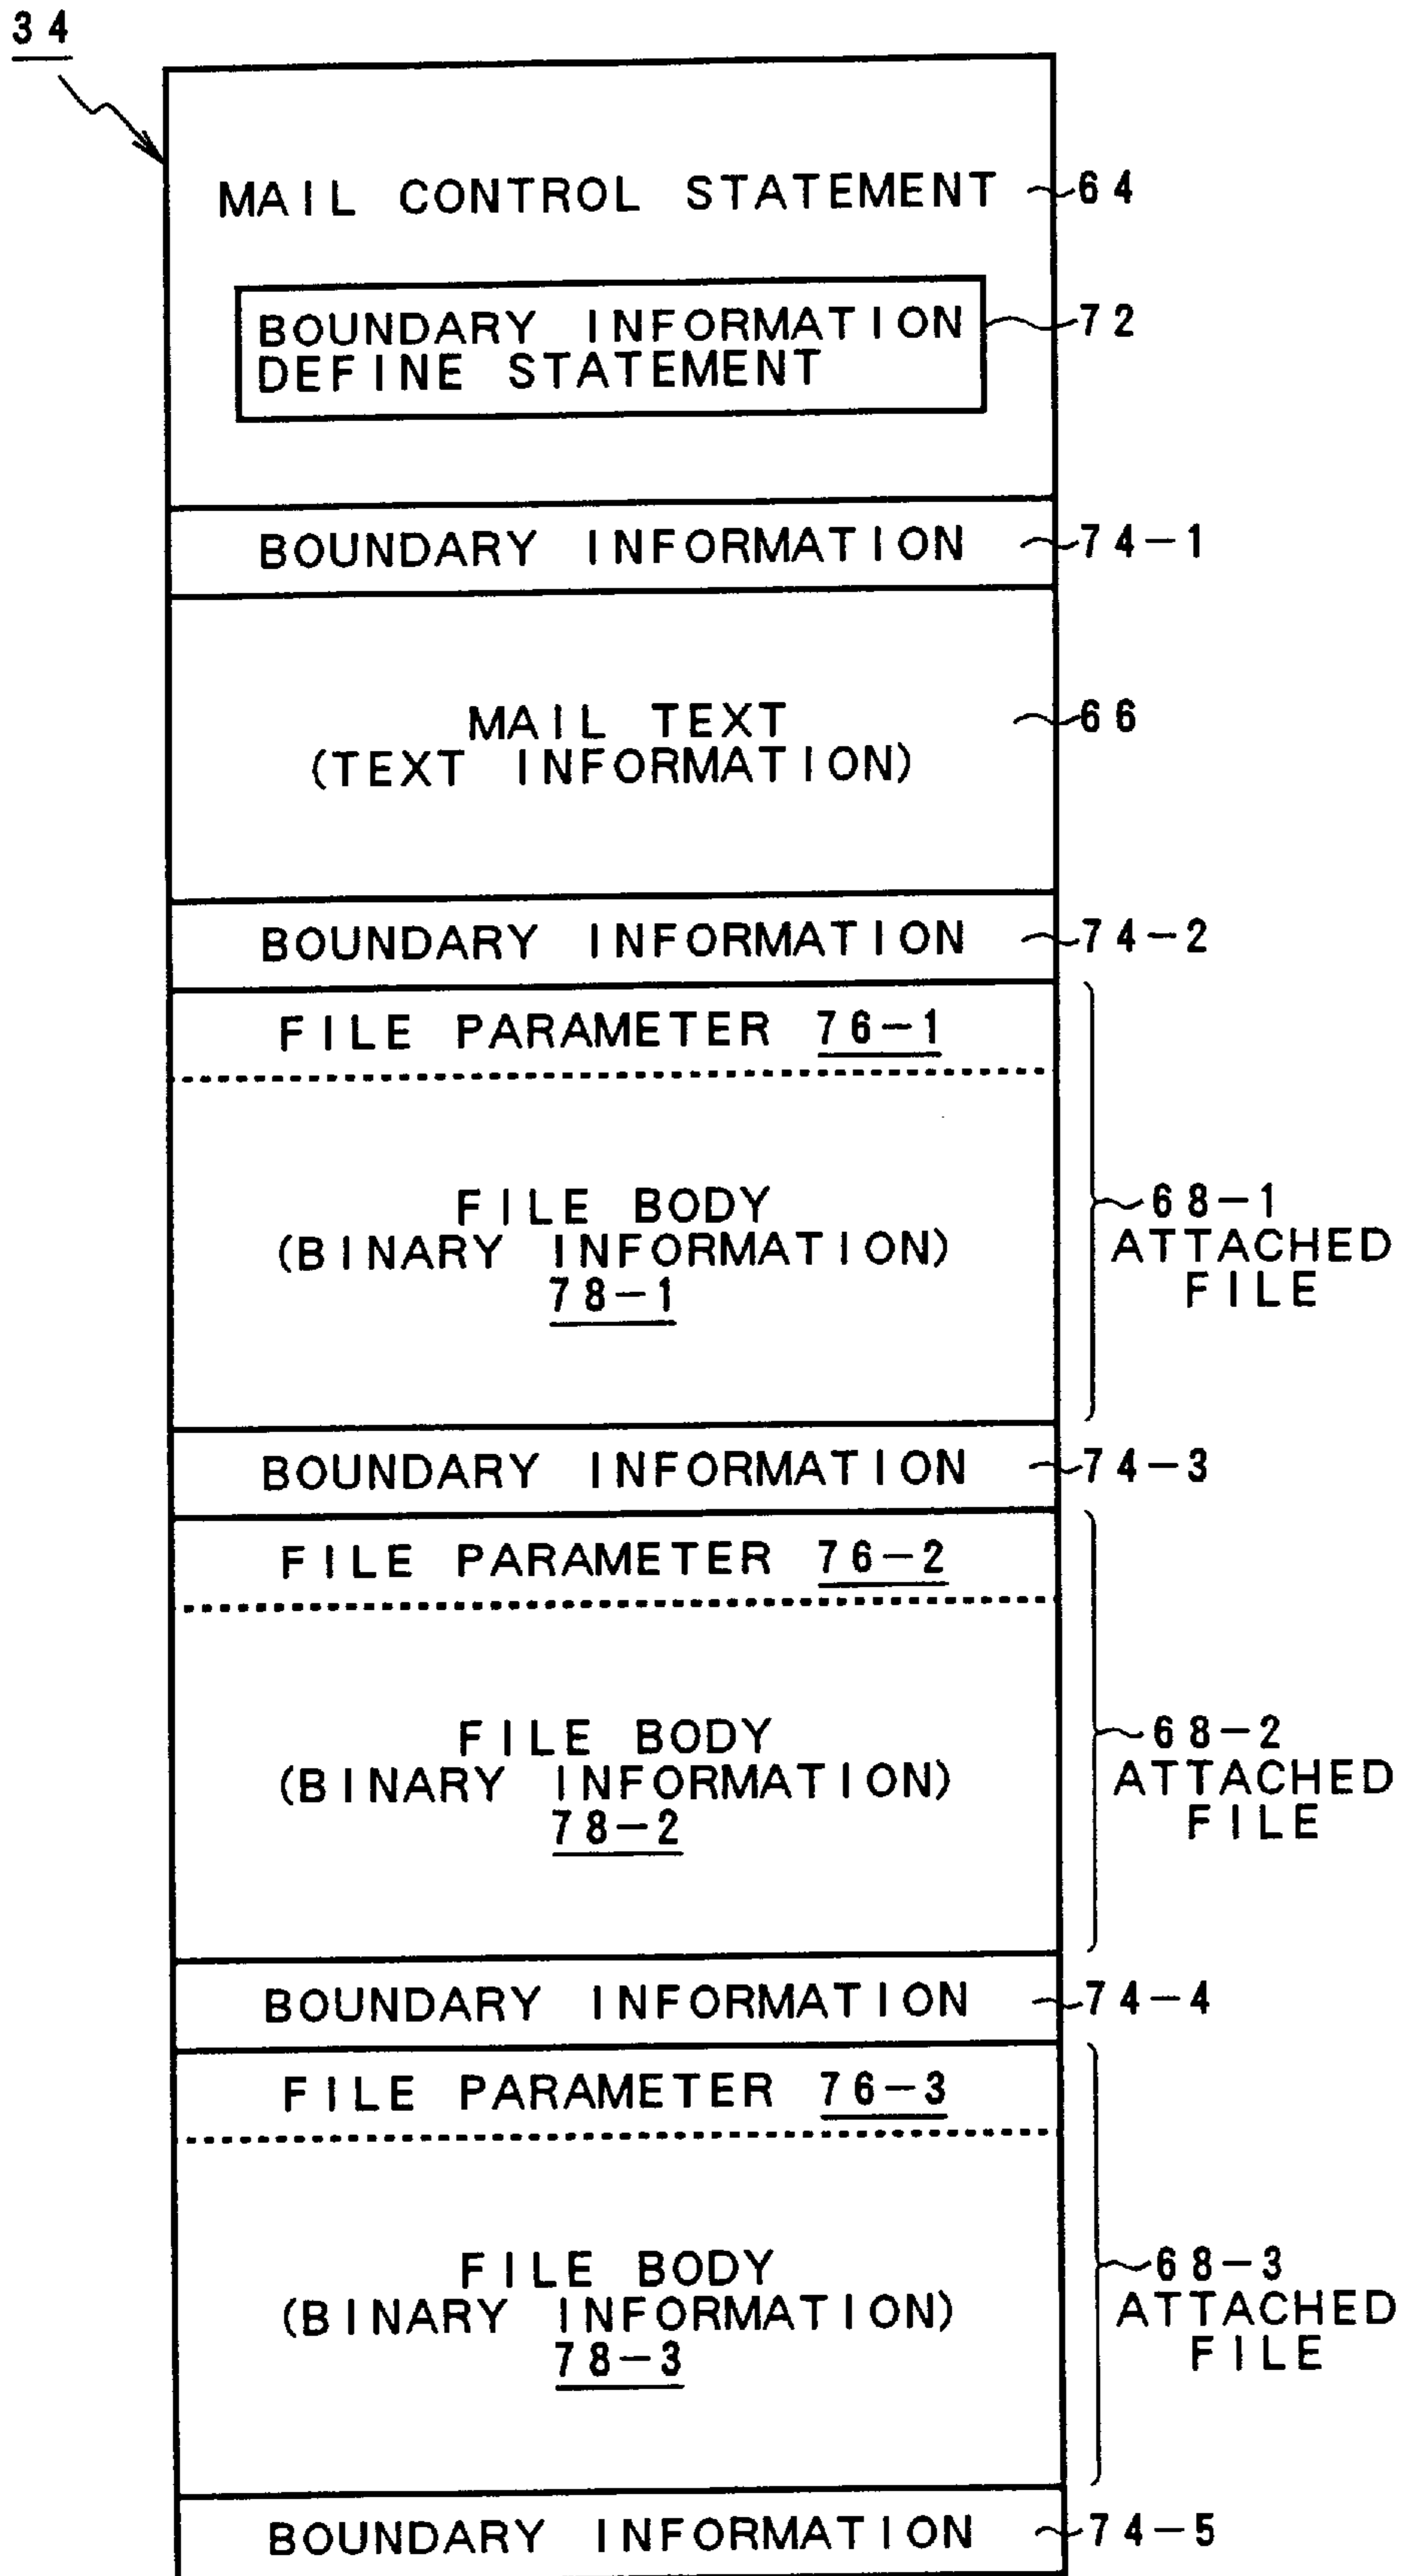 34
MAIL CONTROL STATEMENT 64
BOUNDARY INFORMATION 72
DEFINE STATEMENT
BOUNDARY INFORMATION 74-1
MAIL TEXT 66
(TEXT INFORMATION)
BOUNDARY INFORMATION 74-2
FILE PARAMETER 76-1
FILE BODY
(BINARY INFORMATION)
78-1
68-1
ATTACHED
FILE
BOUNDARY INFORMATION 74-3
FILE PARAMETER 76-2
FILE BODY
(BINARY INFORMATION)
78-2
68-2
ATTACHED
FILE
BOUNDARY INFORMATION 74-4
FILE PARAMETER 76-3
FILE BODY
(BINARY INFORMATION)
78-3
68-3
ATTACHED
FILE
BOUNDARY INFORMATION 74-5